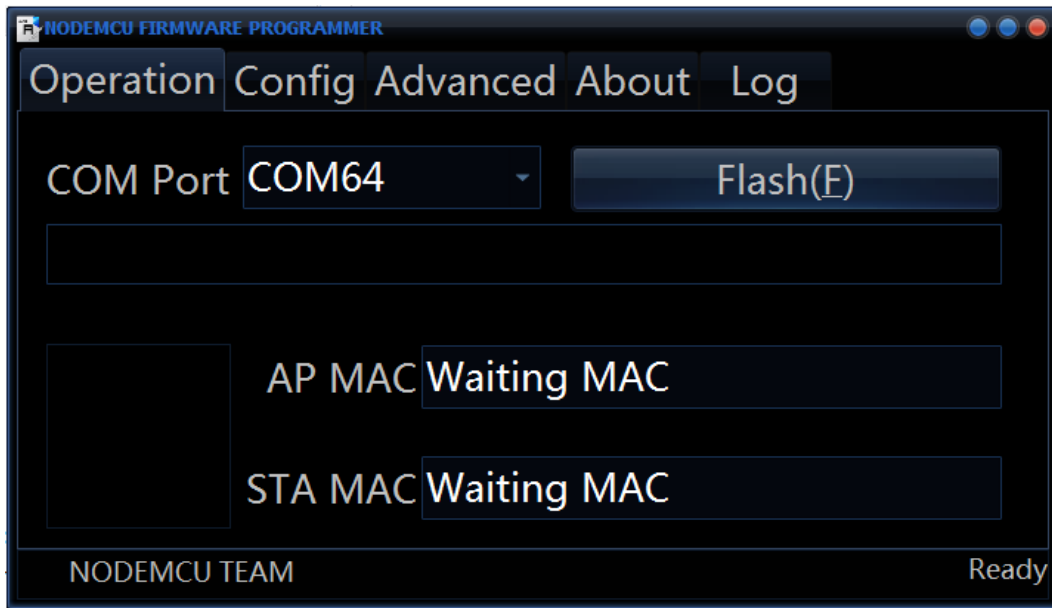 NODEMCU FIRMWARE PROGRAMMER
Operation Config Advanced About Log
COM Port COM64 Flash(F)
AP MAC Waiting MAC
STA MAC Waiting MAC
NODEMCU TEAM Ready